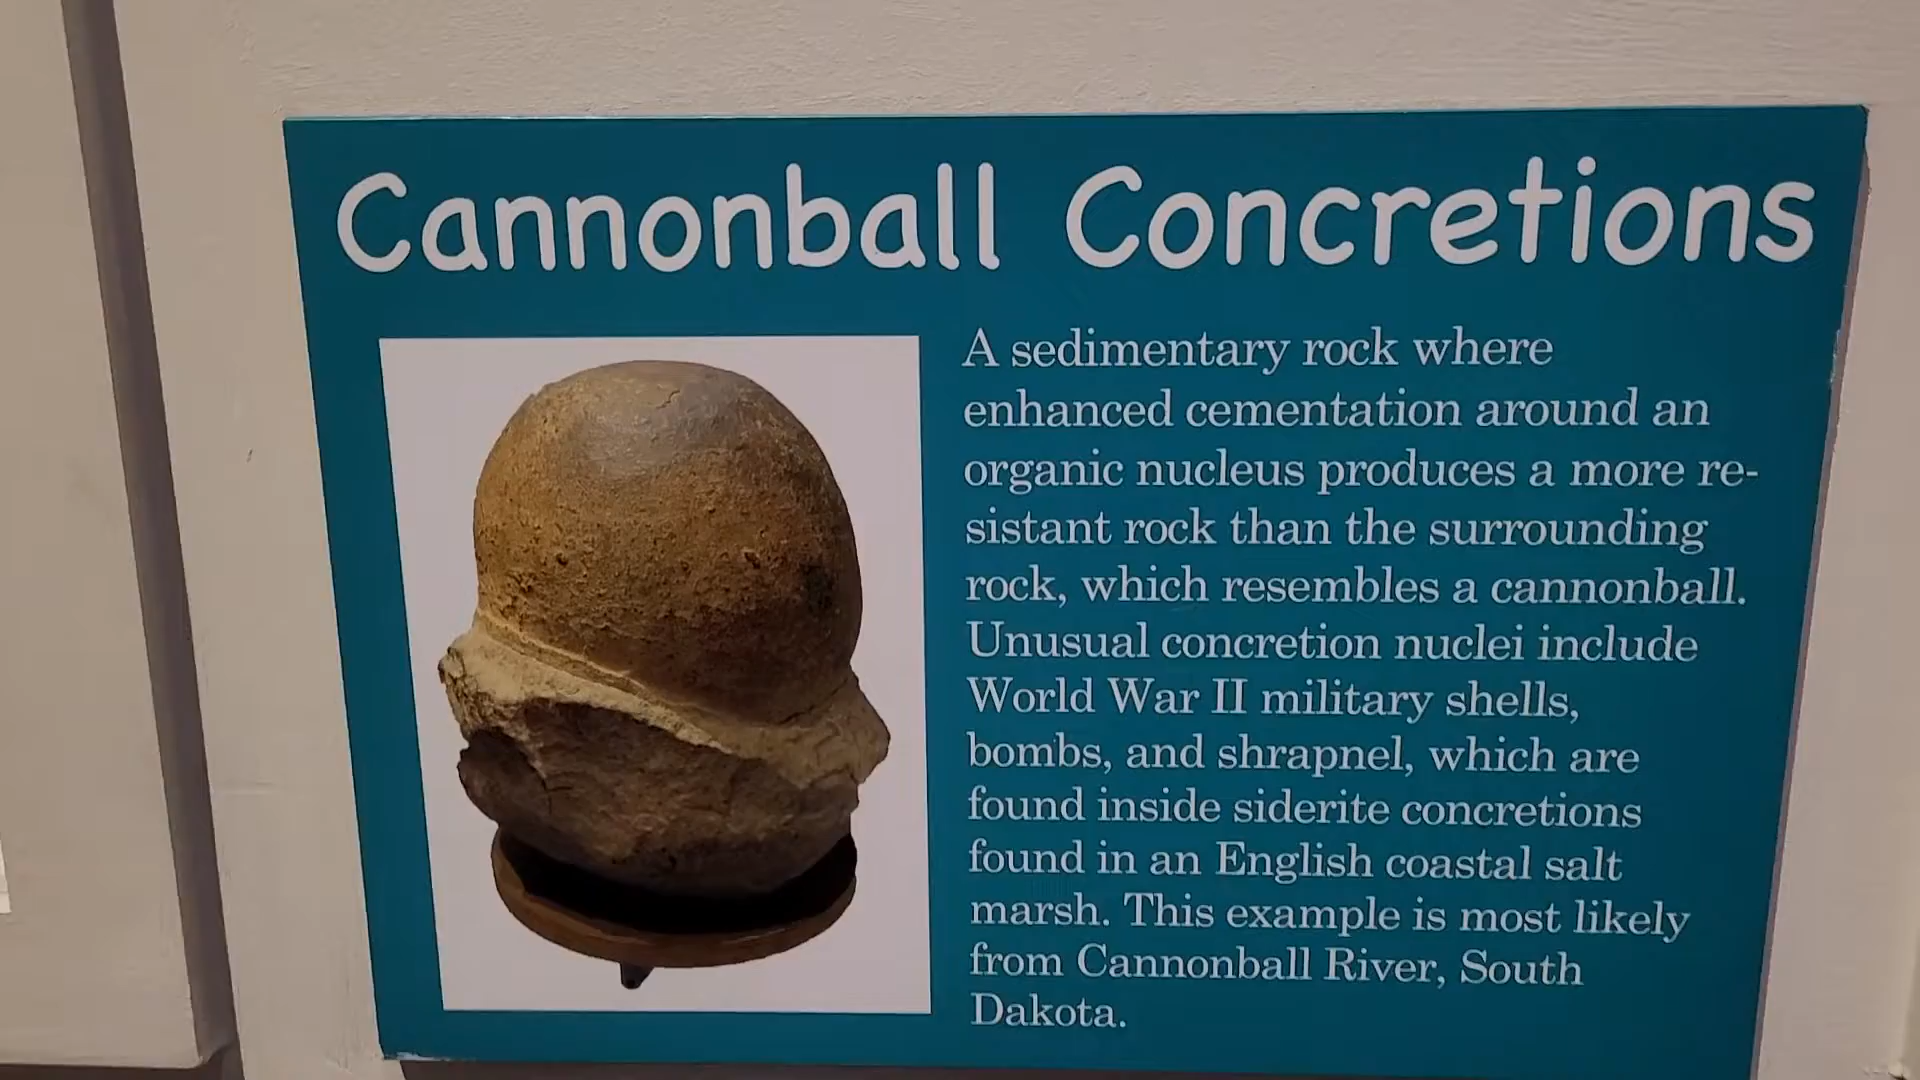 Cannonball Concretions
A sedimentary rock where
enhanced cementation around an
organic nucleus produces a more re-
sistant rock than the surrounding
rock, which resembles a cannonball.
Unusual concretion nuclei include
World War II military shells,
bombs, and shrapnel, which are
found inside siderite concretions
found in an English coastal salt
marsh. This example is most likely
from Cannonball River, South
Dakota.